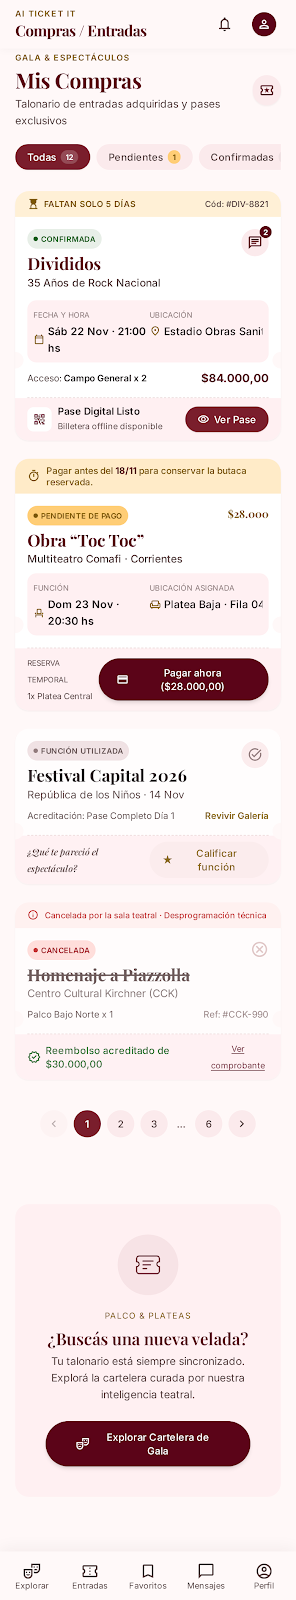 AI TICKET IT
Compras / Entradas
GALA & ESPECTÁCULOS
Mis Compras
Talonario de entradas adquiridas y pases
exclusivos
Todas 12
Pendientes 1
Confirmadas
FALTAN SOLO 5 DÍAS
Cód: #DIV-8821
CONFIRMADA
2
Divididos
35 Años de Rock Nacional
FECHA Y HORA
UBICACIÓN
Sáb 22 Nov · 21:00
hs
Estadio Obras Sanit
Acceso: Campo General x 2
$84.000,00
Pase Digital Listo
Billetera offline disponible
Ver Pase
Pagar antes del 18/11 para conservar la butaca
reservada.
PENDIENTE DE PAGO
$28.000
Obra “Toc Toc”
Multiteatro Comafi · Corrientes
FUNCIÓN
UBICACIÓN ASIGNADA
Dom 23 Nov ·
20:30 hs
Platea Baja · Fila 04
RESERVA
TEMPORAL
1x Platea Central
Pagar ahora
($28.000,00)
FUNCIÓN UTILIZADA
Festival Capital 2026
República de los Niños · 14 Nov
Acreditación: Pase Completo Día 1
Revivir Galería
¿Qué te pareció el
espectáculo?
Calificar
función
Cancelada por la sala teatral · Desprogramación técnica
CANCELADA
Homenaje a Piazzolla
Centro Cultural Kirchner (CCK)
Palco Bajo Norte x 1
Ref: #CCK-990
Reembolso acreditado de
$30.000,00
Ver
comprobante
1 2 3 ... 6
PALCO & PLATEAS
¿Buscás una nueva velada?
Tu talonario está siempre sincronizado.
Explorá la cartelera curada por nuestra
inteligencia teatral.
Explorar Cartelera de
Gala
Explorar
Entradas
Favoritos
Mensajes
Perfil